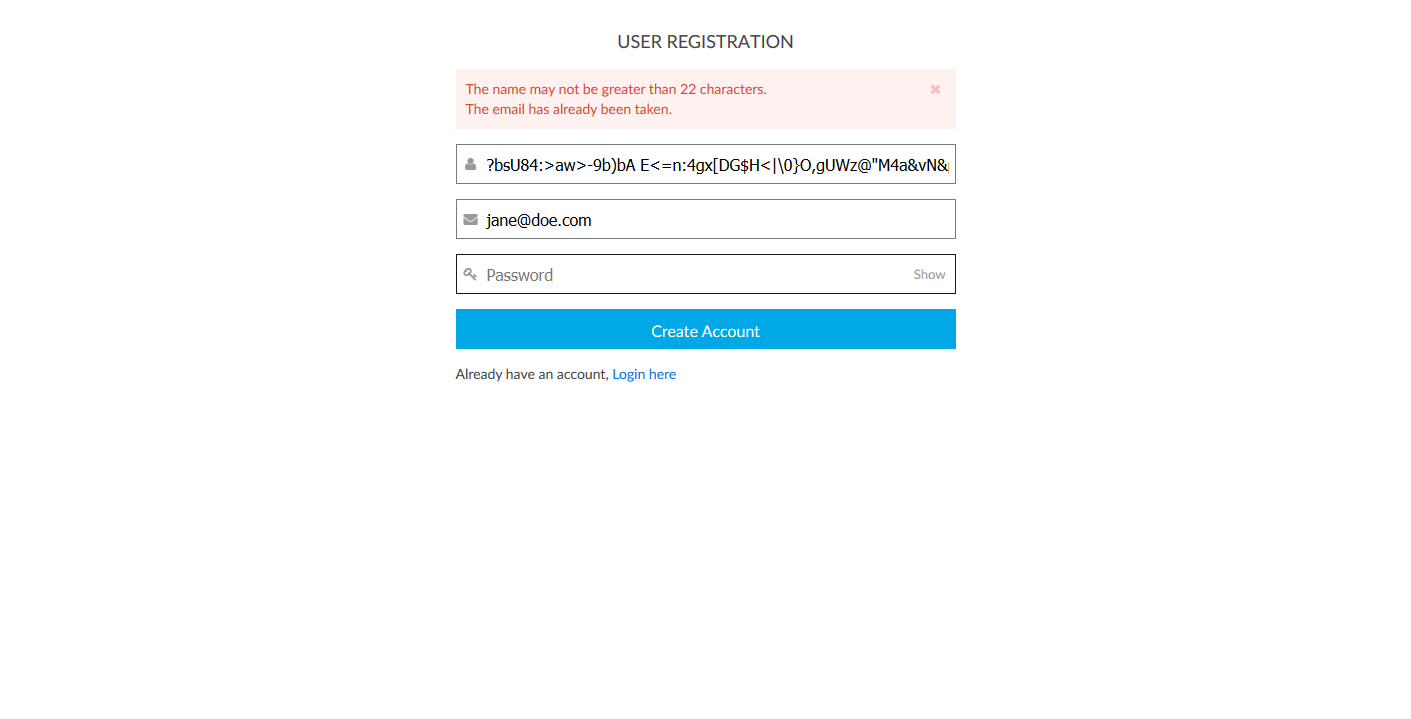 USER REGISTRATION
The name may not be greater than 22 characters.
The email has already been taken.
?bsU84:>aw>-9b)bA E<=n:4gx[DG$H<|\0}O,gUWz@"M4a&vN&
jane@doe.com
Password Show
Create Account
Already have an account, Login here